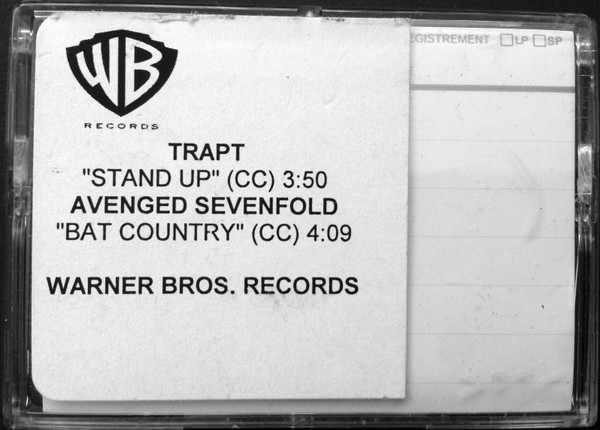 WB
RECORDS
TRAPT
"STAND UP" (CC) 3:50
AVENGED SEVENFOLD
"BAT COUNTRY" (CC) 4:09
WARNER BROS. RECORDS
EGISTREMENT LP SP